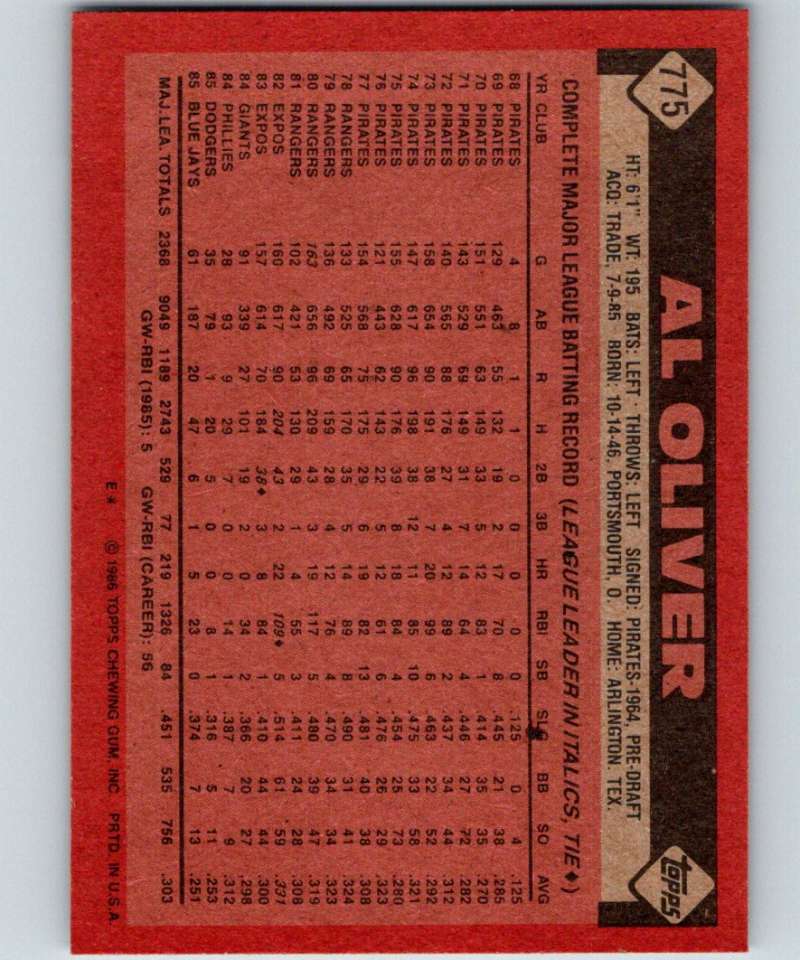 775 AL OLIVER topps
HT: 6'1" WT: 195 BATS: LEFT THROWS: LEFT SIGNED: PIRATES-1964, PRE-DRAFT
ACQ: TRADE, 7-9-85 BORN: 10-14-46, PORTSMOUTH, O. HOME: ARLINGTON, TEX.
COMPLETE MAJOR LEAGUE BATTING RECORD (LEAGUE LEADER IN ITALICS, TIE♦)
YR CLUB G AB R H 2B 3B HR RBI SB SLG BB SO AVG
68 PIRATES 4 8 1 1 0 0 0 0 0 .125 0 4 .125
69 PIRATES 129 463 55 132 19 2 17 70 8 .445 21 38 .285
70 PIRATES 151 551 63 149 33 5 12 83 1 .414 35 35 .270
71 PIRATES 143 529 69 149 31 7 14 64 4 .446 27 72 .282
72 PIRATES 140 565 88 176 27 4 12 89 2 .437 34 44 .312
73 PIRATES 158 654 90 191 38 7 20 99 6 .463 22 52 .292
74 PIRATES 147 617 96 198 38 12 11 85 10 .475 33 58 .321
75 PIRATES 155 628 90 176 39 8 18 84 4 .454 25 73 .280
76 PIRATES 121 443 62 143 22 5 12 61 6 .476 26 29 .323
77 PIRATES 154 568 75 175 29 6 19 82 13 .481 40 38 .308
78 RANGERS 133 525 65 170 35 5 14 89 8 .490 31 41 .324
79 RANGERS 136 492 69 159 28 4 12 76 4 .470 34 34 .323
80 RANGERS 163 656 96 209 43 3 19 117 5 .480 39 47 .319
81 RANGERS 102 421 53 130 29 1 4 55 3 .411 24 28 .308
82 EXPOS 160 617 90 204 43 2 22 109♦ 5 .514 61 59 .331
83 EXPOS 157 614 70 184 38♦ 3 8 84 1 .410 44 44 .300
84 GIANTS 91 339 27 101 19 2 0 34 2 .366 20 27 .298
84 PHILLIES 28 93 9 29 7 0 0 14 1 .387 7 9 .312
85 DODGERS 35 79 1 20 5 0 0 8 1 .316 5 11 .253
85 BLUE JAYS 61 187 20 47 6 1 5 23 0 .374 7 13 .251
MAJ. LEA. TOTALS 2368 9049 1189 2743 529 77 219 1326 84 .451 535 756 .303
GW-RBI (1985): 5 GW-RBI (CAREER): 56
E* © 1986 TOPPS CHEWING GUM, INC. PRTD. IN U.S.A.